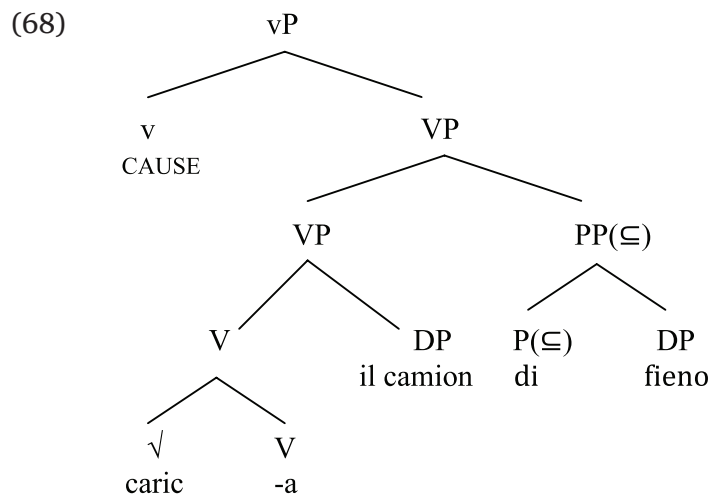 (68) vP
v VP
CAUSE
VP PP(⊆)
V DP P(⊆) DP
il camion di fieno
√ V
caric -a